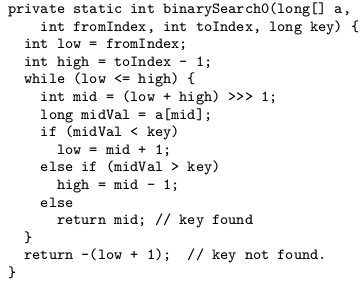 private static int binarySearch0(long[] a,
    int fromIndex, int toIndex, long key) {
  int low = fromIndex;
  int high = toIndex - 1;
  while (low <= high) {
    int mid = (low + high) >>> 1;
    long midVal = a[mid];
    if (midVal < key)
      low = mid + 1;
    else if (midVal > key)
      high = mid - 1;
    else
      return mid; // key found
  }
  return -(low + 1);  // key not found.
}